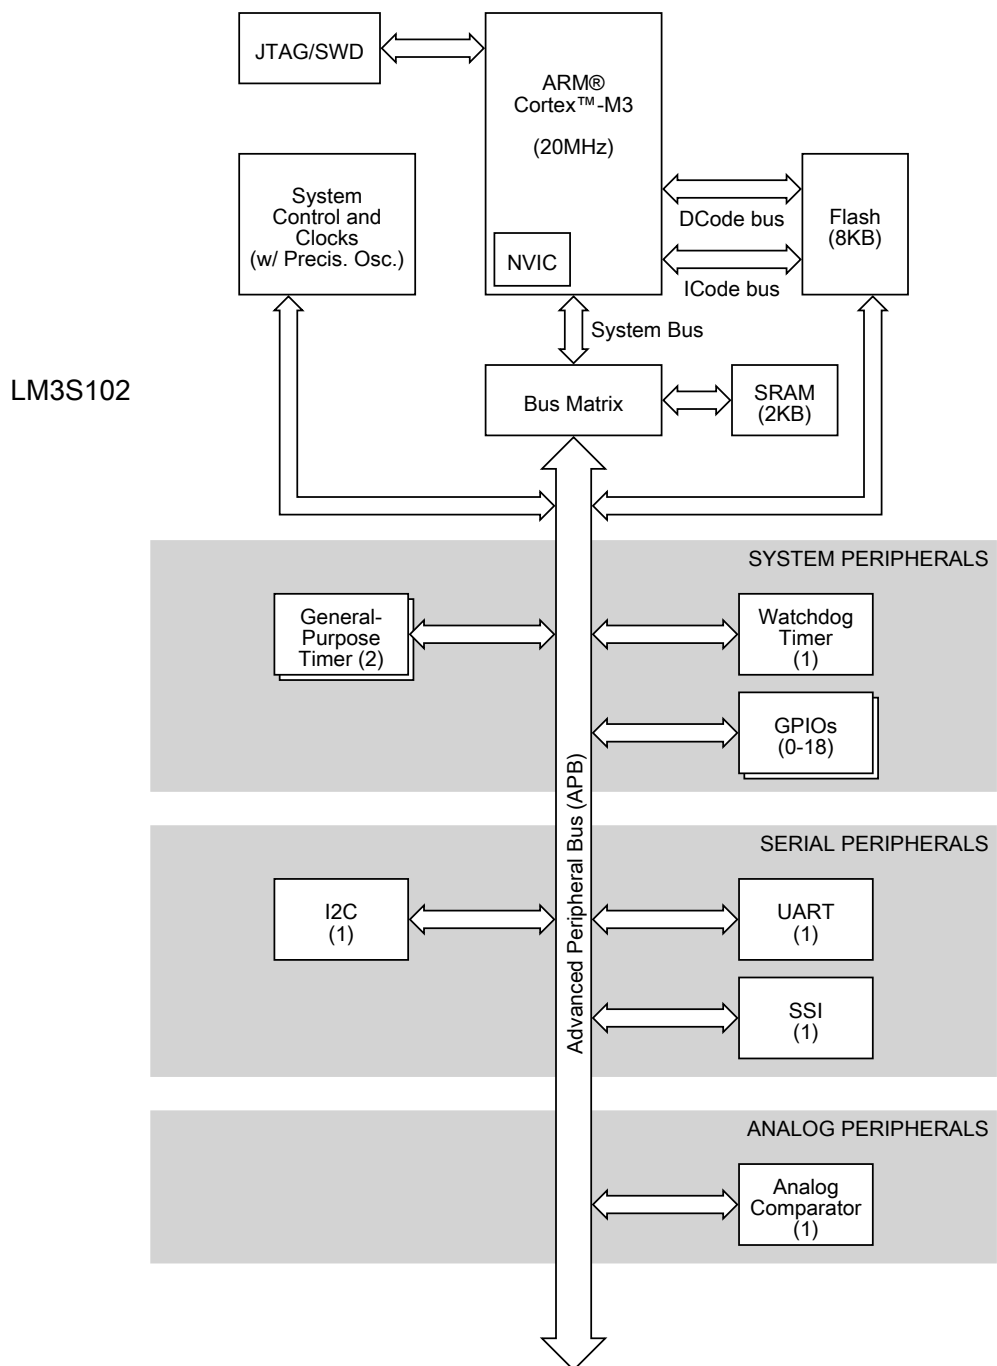 JTAG/SWD
ARM®
Cortex™-M3
(20MHz)
NVIC
System
Control and
Clocks
(w/ Precis. Osc.)
DCode bus
ICode bus
Flash
(8KB)
System Bus
LM3S102
Bus Matrix
SRAM
(2KB)
SYSTEM PERIPHERALS
General-
Purpose
Timer (2)
Watchdog
Timer
(1)
GPIOs
(0-18)
Advanced Peripheral Bus (APB)
SERIAL PERIPHERALS
I2C
(1)
UART
(1)
SSI
(1)
ANALOG PERIPHERALS
Analog
Comparator
(1)